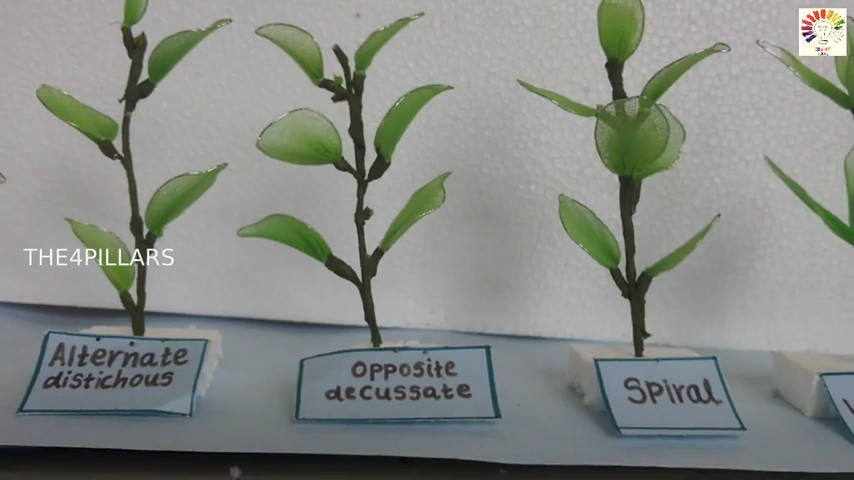 THE4PILLARS
Alternate
distichous
Opposite
decussate
Spiral